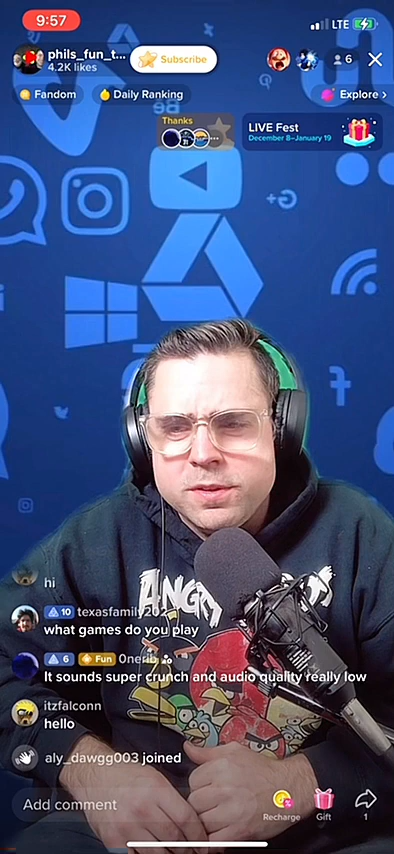 9:57
LTE
phils_fun_t...
4.2K likes
Subscribe
6
Fandom
Daily Ranking
Explore >
Be
Thanks
LIVE Fest
December 8–January 19
G+
ANGRY
hi
10 texasfamily202
what games do you play
6 Fun 0neriq
It sounds super crunch and audio quality really low
itzfalconn
hello
aly_dawgg003 joined
Add comment
Recharge
Gift
1